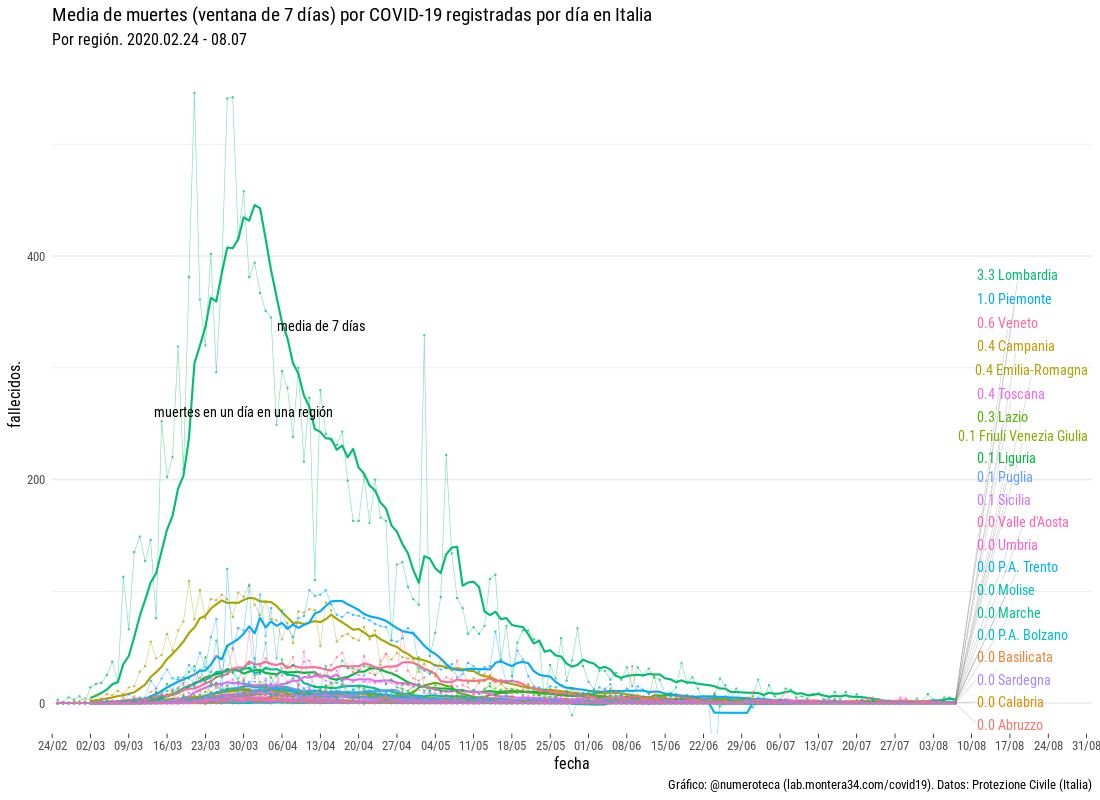 Media de muertes (ventana de 7 días) por COVID-19 registradas por día en Italia
Por región. 2020.02.24 - 08.07
fallecidos.
400
200
0
media de 7 días
muertes en un día en una región
3.3 Lombardia
1.0 Piemonte
0.6 Veneto
0.4 Campania
0.4 Emilia-Romagna
0.4 Toscana
0.3 Lazio
0.1 Friuli Venezia Giulia
0.1 Liguria
0.1 Puglia
0.1 Sicilia
0.0 Valle d'Aosta
0.0 Umbria
0.0 P.A. Trento
0.0 Molise
0.0 Marche
0.0 P.A. Bolzano
0.0 Basilicata
0.0 Sardegna
0.0 Calabria
0.0 Abruzzo
24/02 02/03 09/03 16/03 23/03 30/03 06/04 13/04 20/04 27/04 04/05 11/05 18/05 25/05 01/06 08/06 15/06 22/06 29/06 06/07 13/07 20/07 27/07 03/08 10/08 17/08 24/08 31/08
fecha
Gráfico: @numeroteca (lab.montera34.com/covid19). Datos: Protezione Civile (Italia)